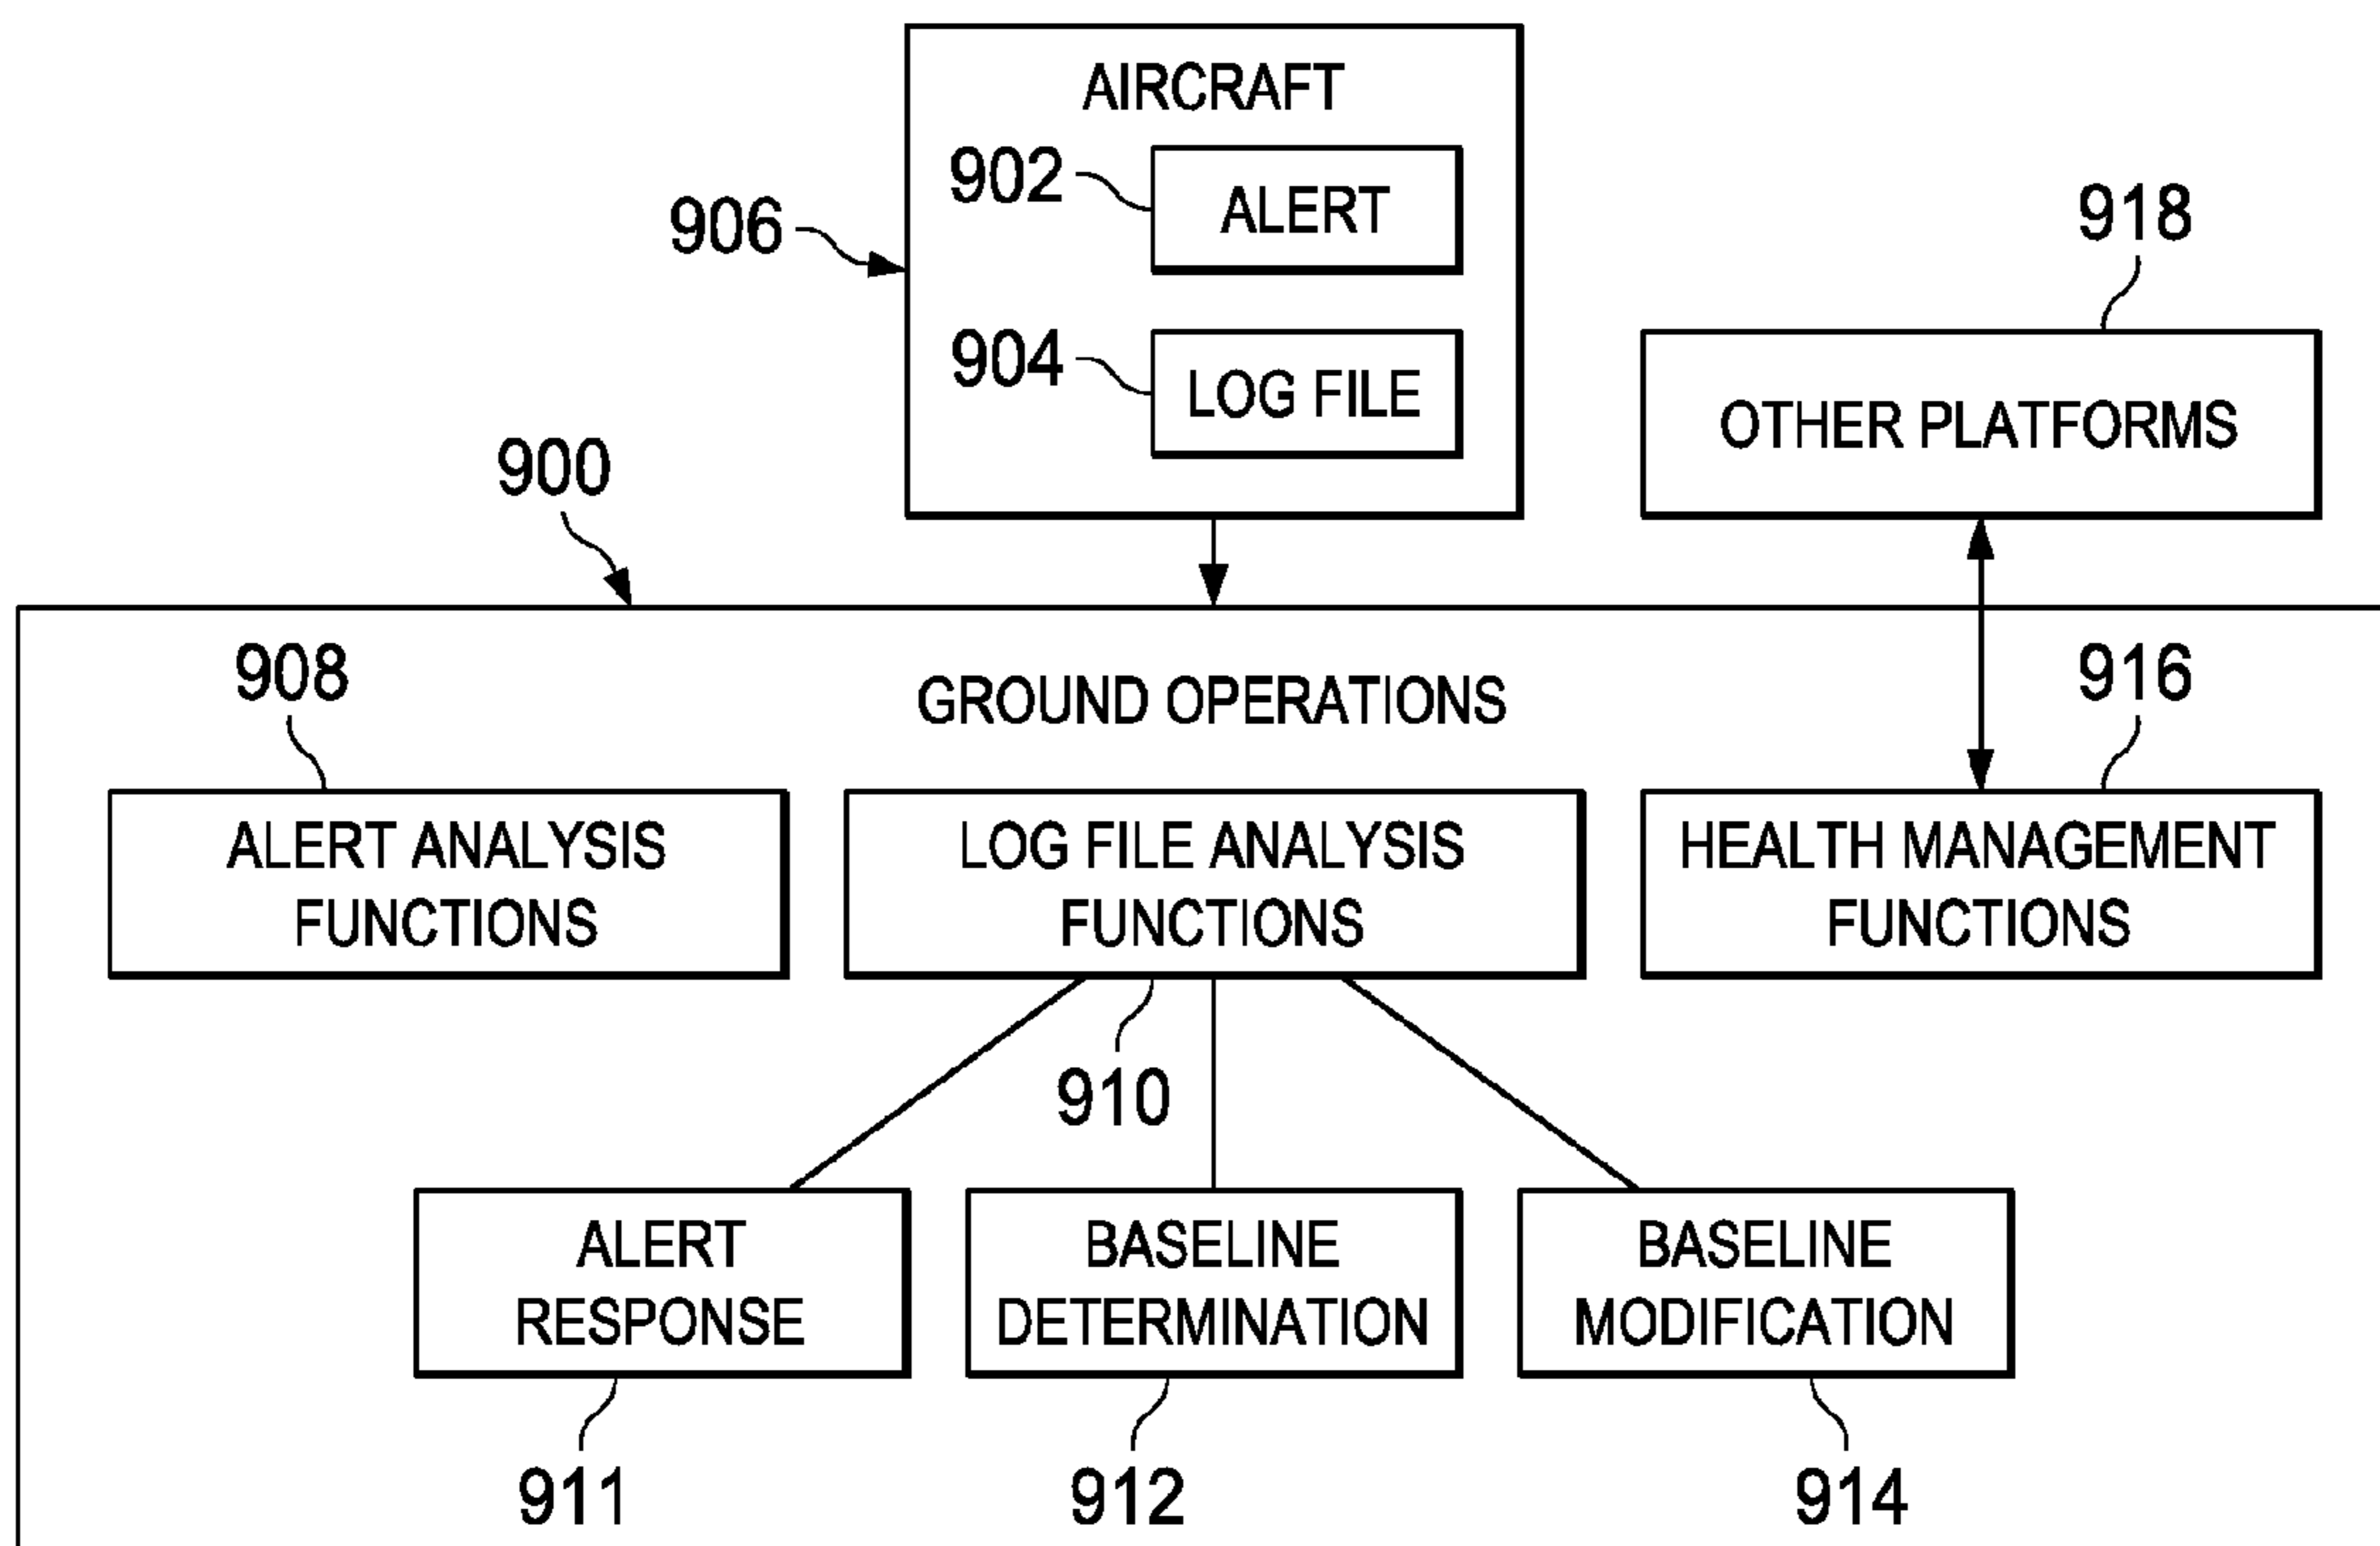 AIRCRAFT
902
ALERT
906
918
904
LOG FILE
OTHER PLATFORMS
900
908
GROUND OPERATIONS
916
ALERT ANALYSIS
FUNCTIONS
LOG FILE ANALYSIS
FUNCTIONS
HEALTH MANAGEMENT
FUNCTIONS
910
ALERT
RESPONSE
BASELINE
DETERMINATION
BASELINE
MODIFICATION
911
912
914